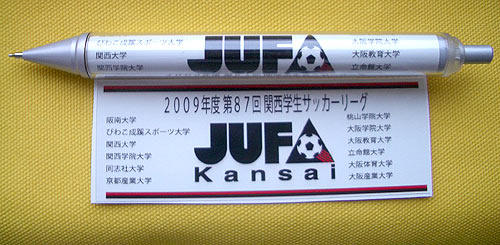 びわこ成蹊スポーツ大学
関西大学
関西学院大学
JUFA
大阪学院大学
大阪教育大学
立命館大学
2009年度 第87回 関西学生サッカーリーグ
阪南大学
びわこ成蹊スポーツ大学
関西大学
関西学院大学
同志社大学
京都産業大学
JUFA
Kansai
桃山学院大学
大阪学院大学
大阪教育大学
立命館大学
大阪体育大学
大阪産業大学